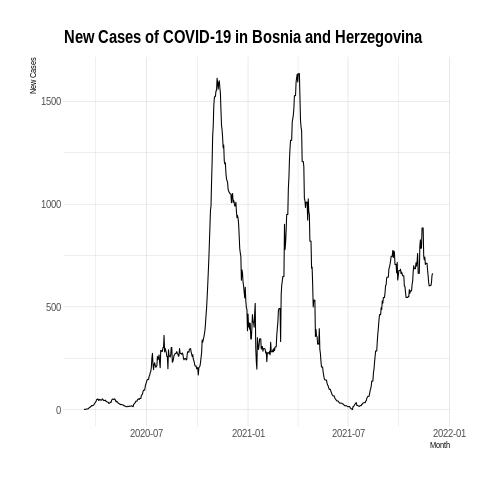 New Cases of COVID-19 in Bosnia and Herzegovina
New Cases
1500
1000
500
0
2020-07
2021-01
2021-07
2022-01
Month